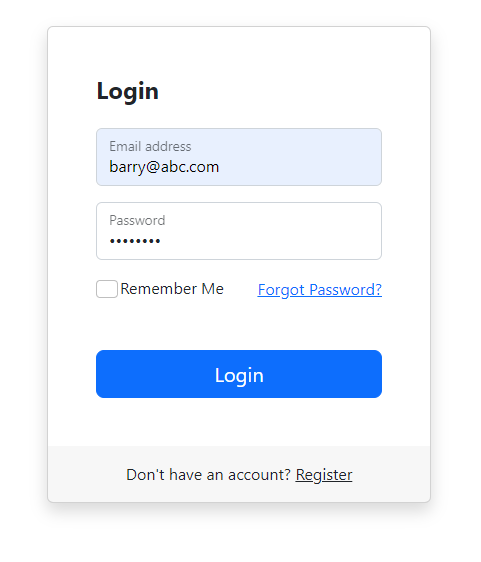 Login
Email address
barry@abc.com
Password
••••••••
Remember Me Forgot Password?
Login
Don't have an account? Register